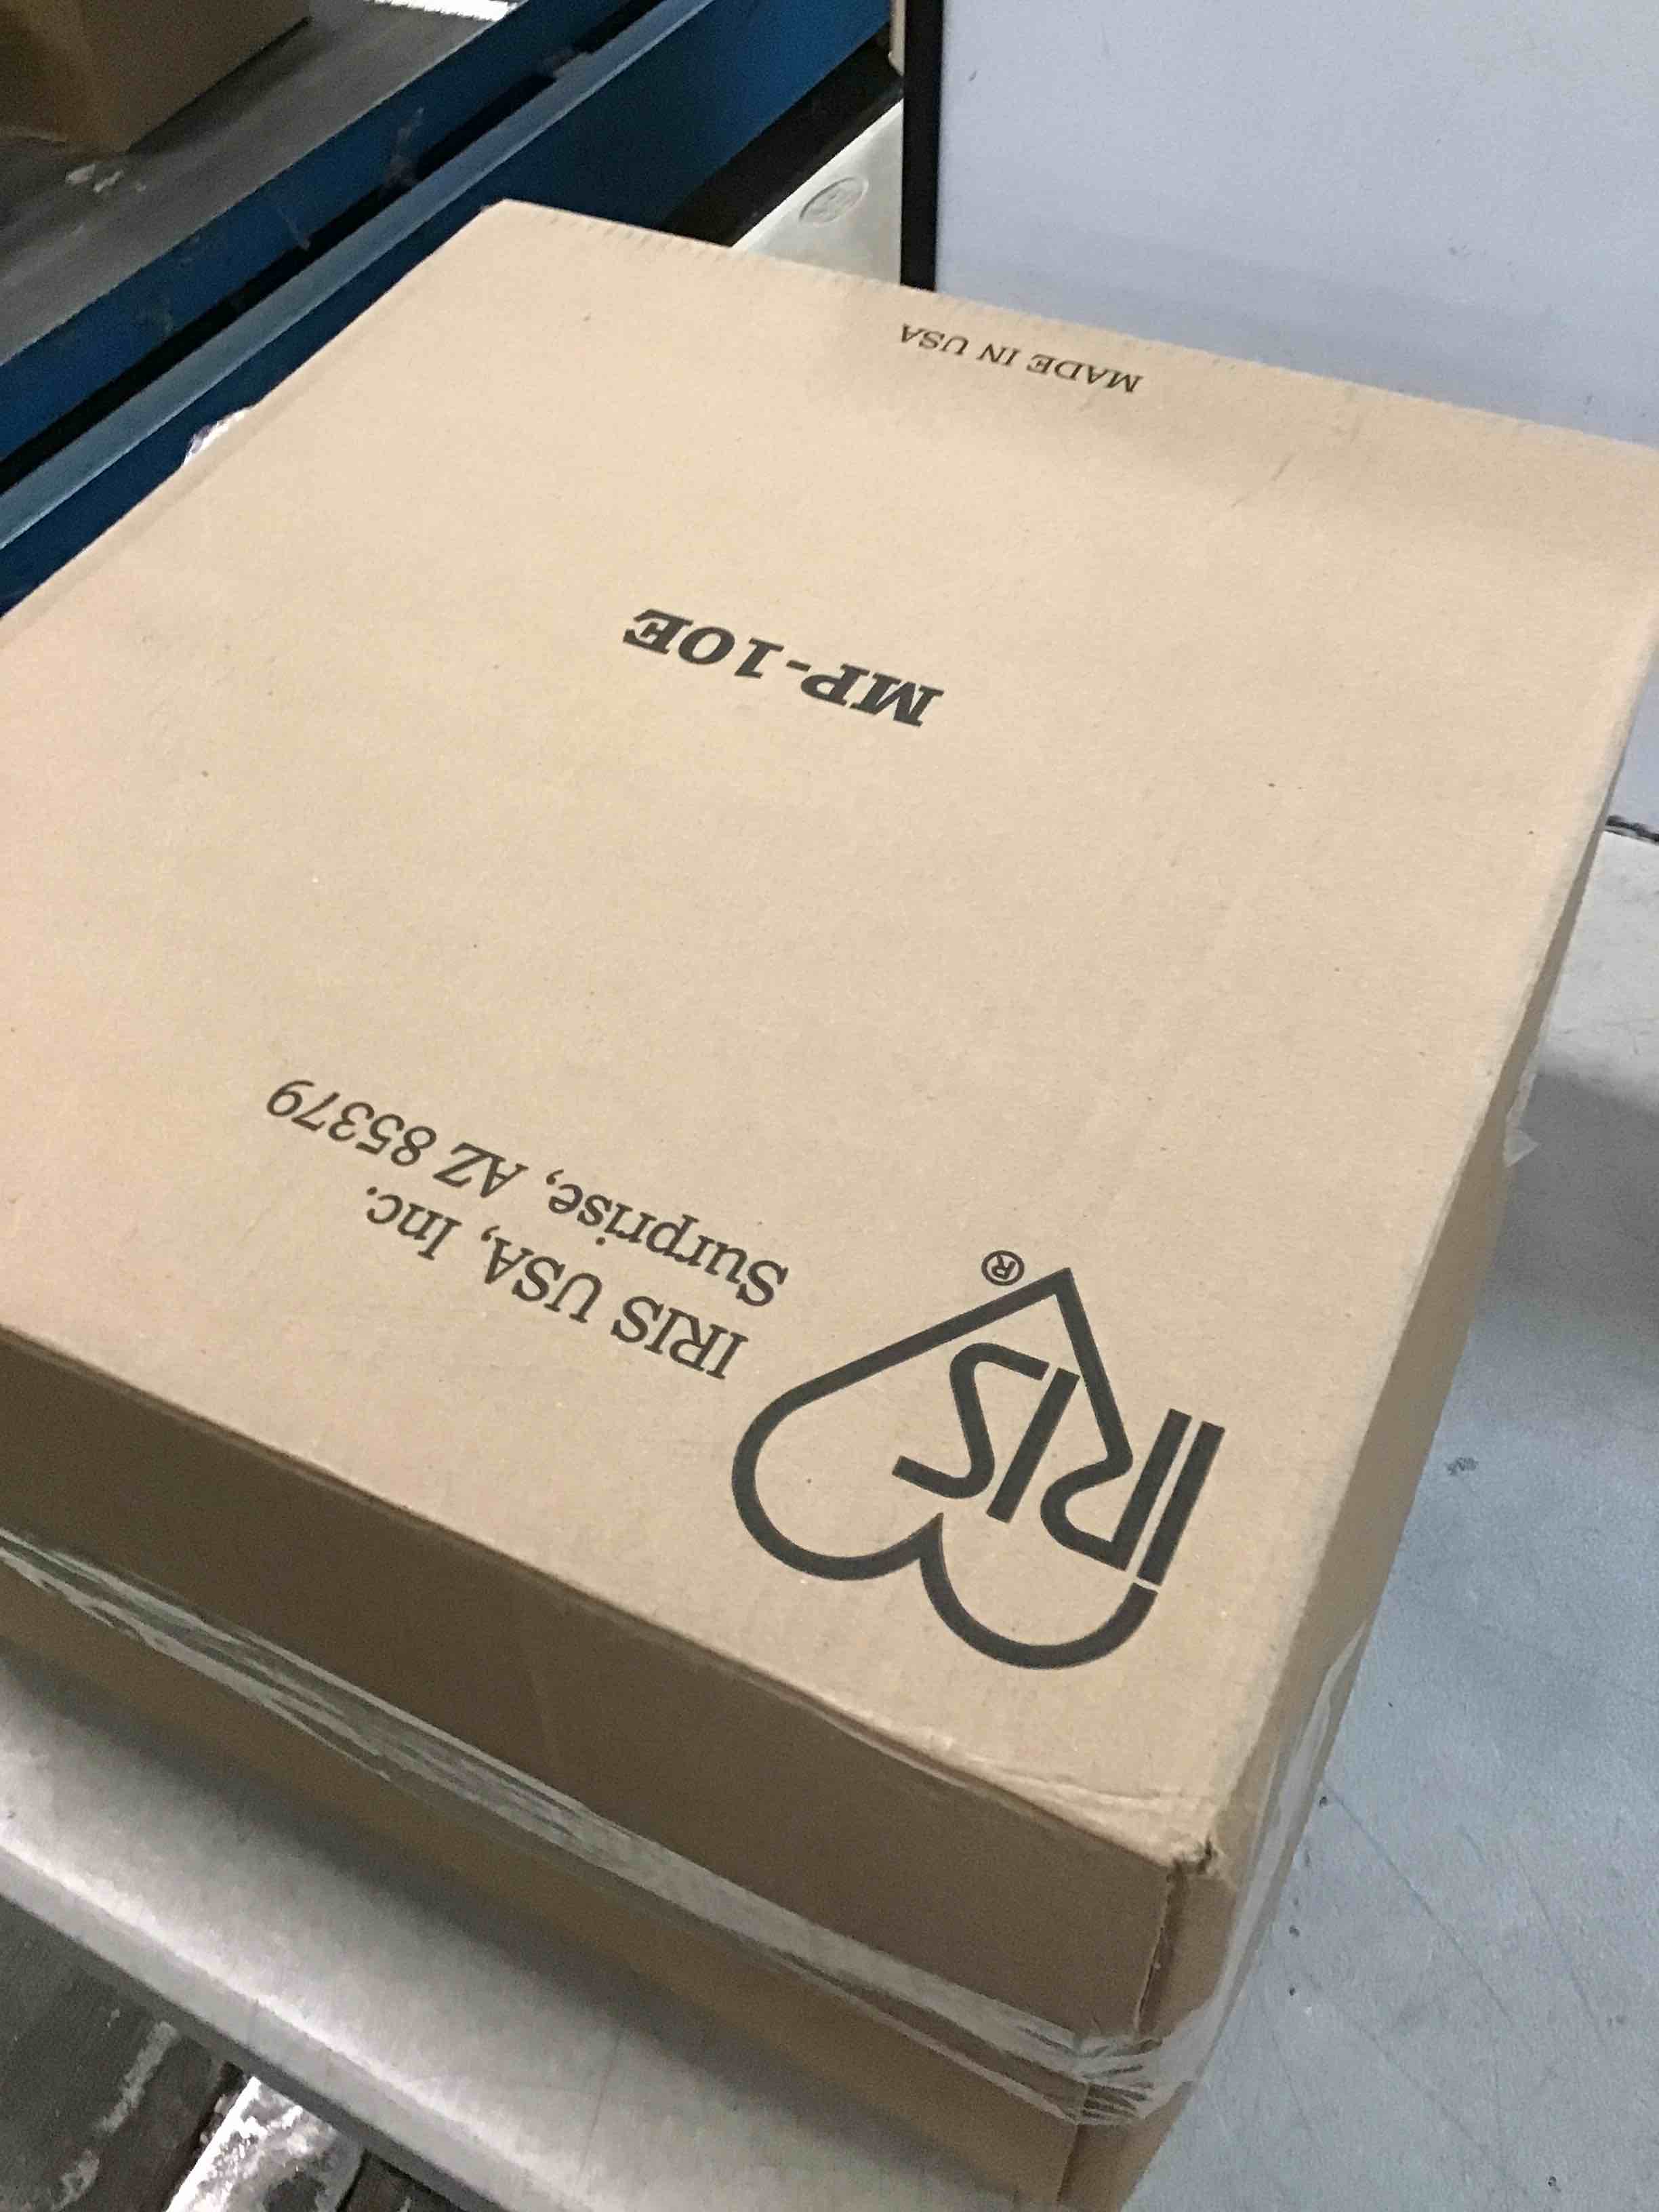 IRIS ®
IRIS USA, Inc.
Surprise, AZ 85379
MP-10E
MADE IN USA